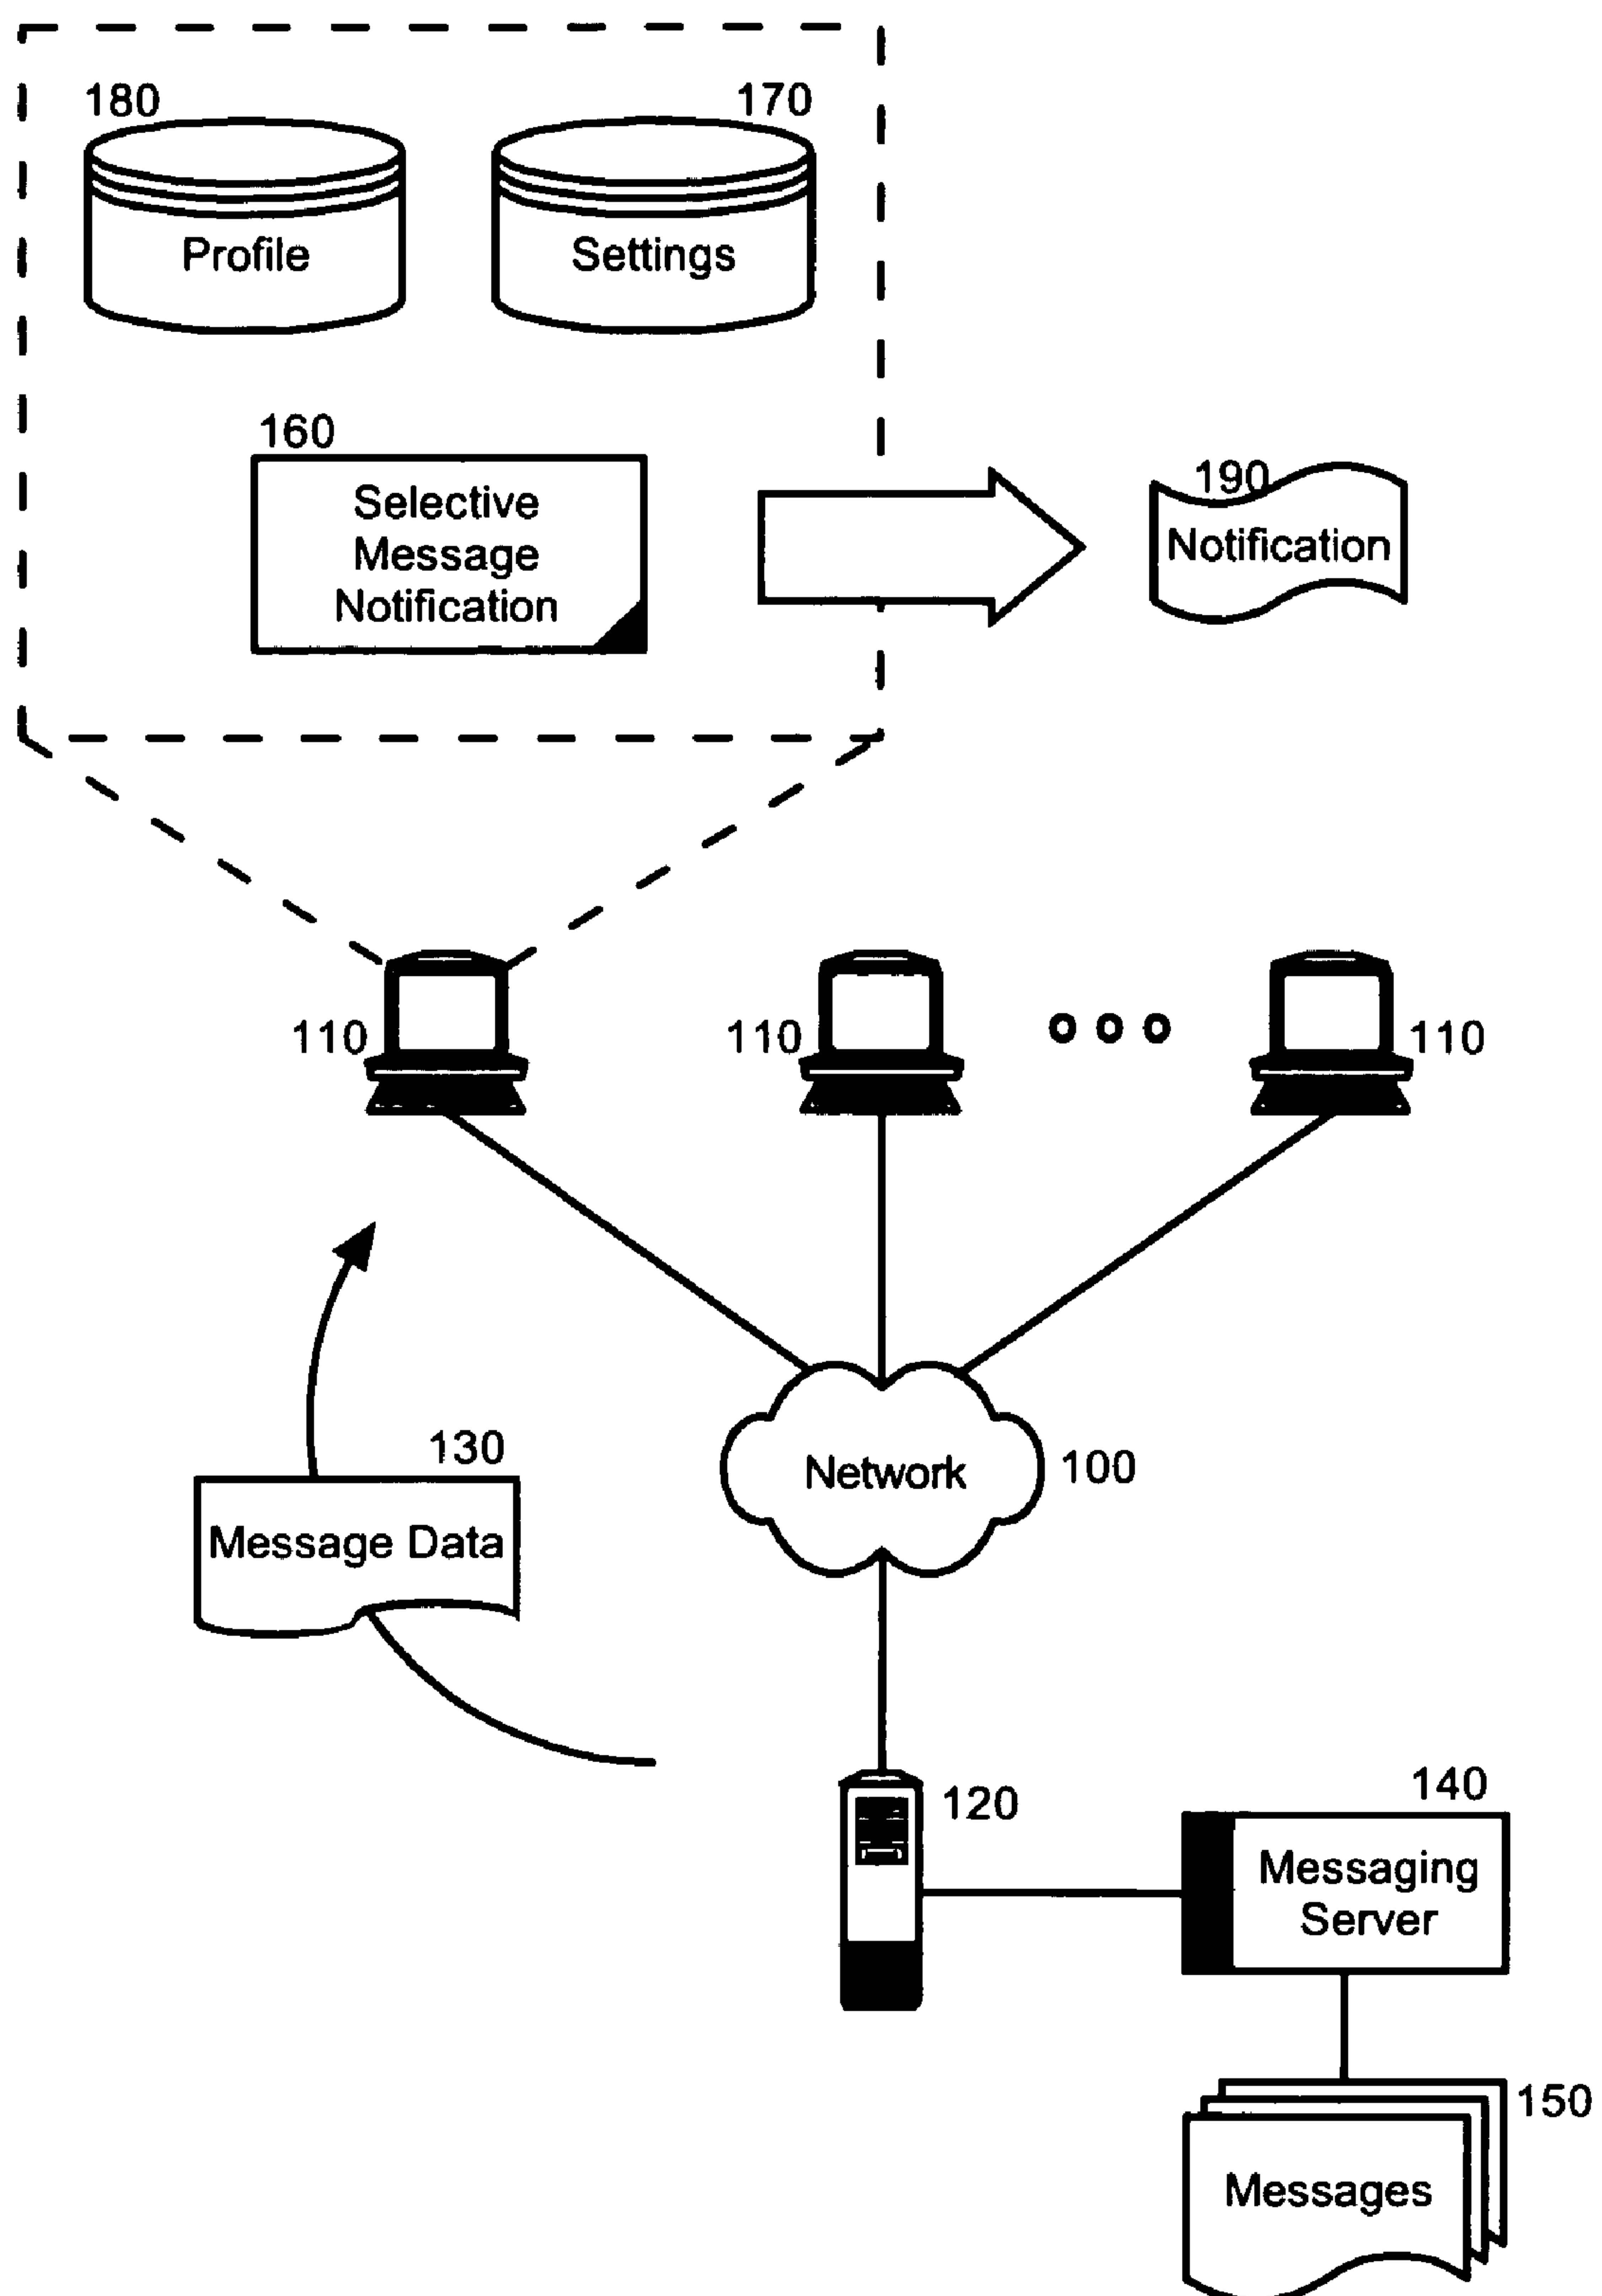 180
170
Profile
Settings
160
Selective
Message
Notification
190
Notification
110
110
110
130
Message Data
Network
100
120
140
Messaging
Server
150
Messages